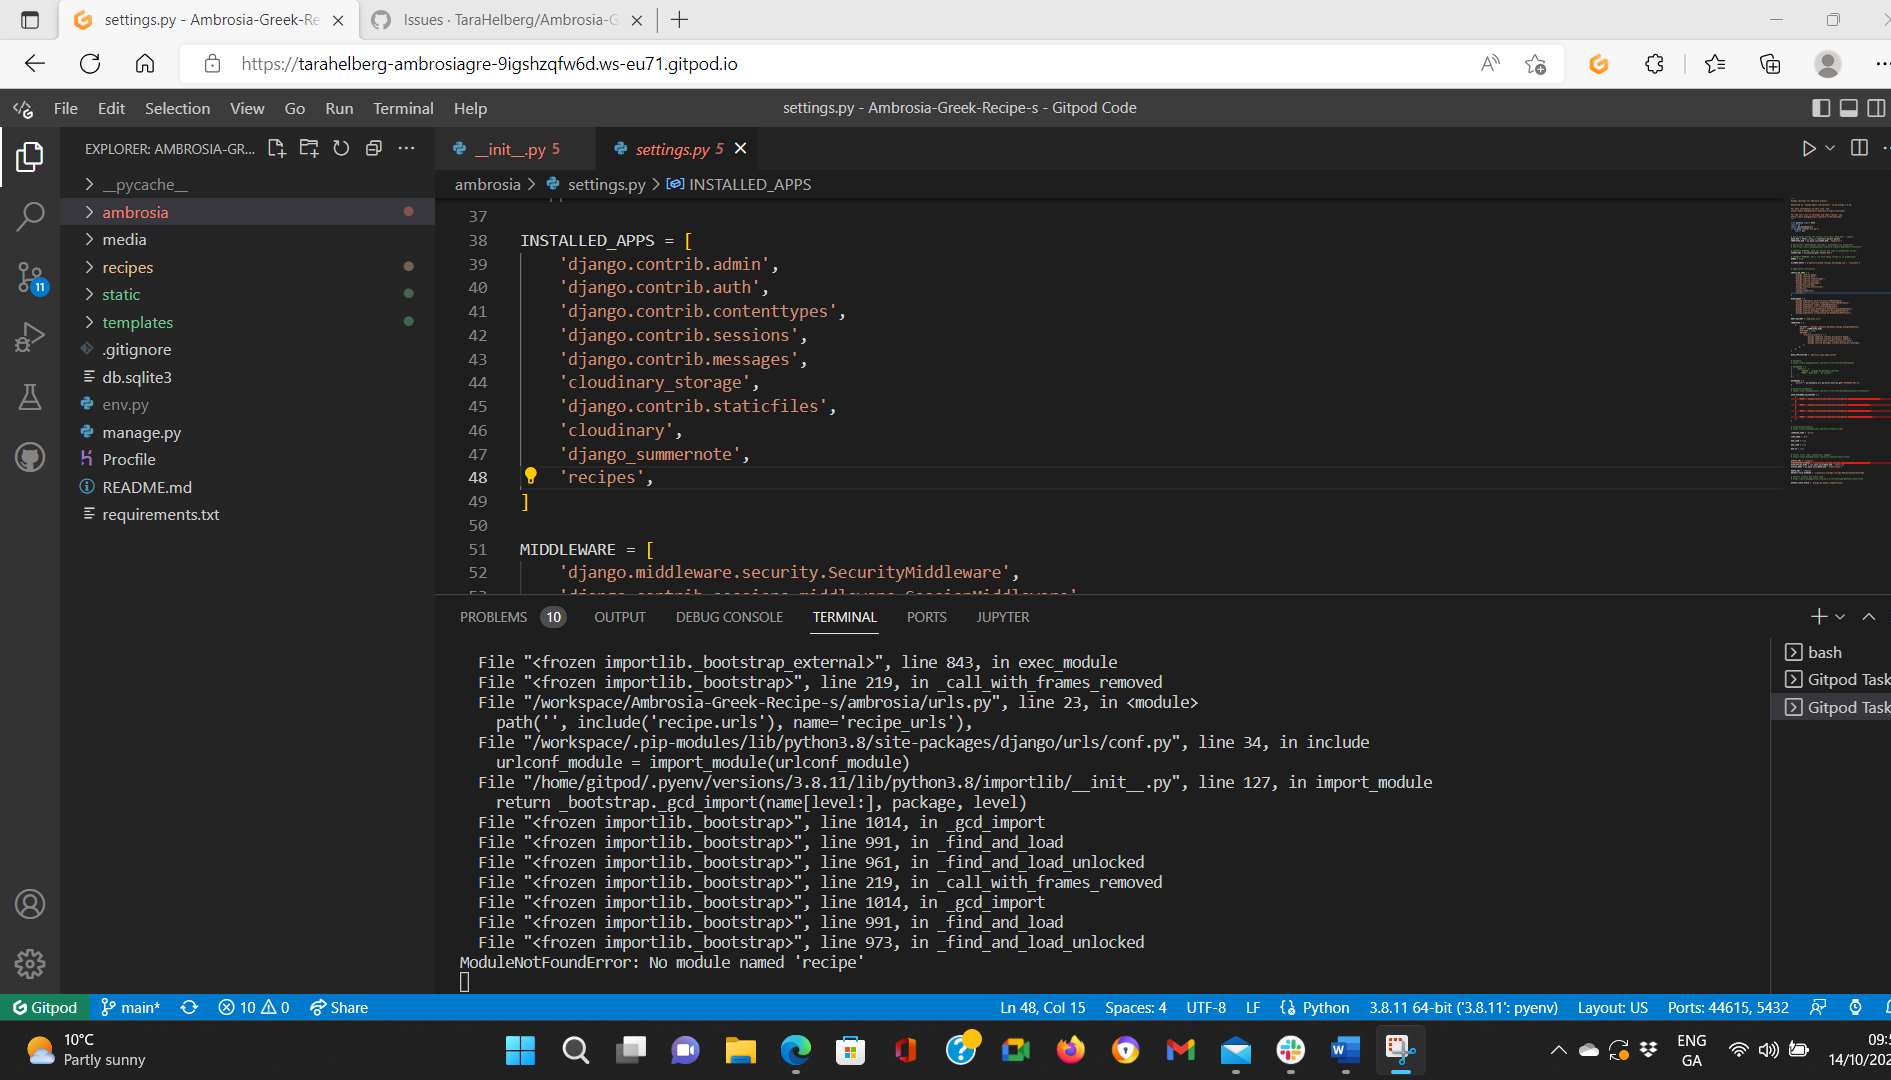 settings.py - Ambrosia-Greek-Re
Issues · TaraHelberg/Ambrosia-G
https://tarahelberg-ambrosiagre-9igshzqfw6d.ws-eu71.gitpod.io
File Edit Selection View Go Run Terminal Help
settings.py - Ambrosia-Greek-Recipe-s - Gitpod Code
EXPLORER: AMBROSIA-GR...
__pycache__
ambrosia
media
recipes
static
templates
.gitignore
db.sqlite3
env.py
manage.py
Procfile
README.md
requirements.txt
11
__init__.py 5
settings.py 5
ambrosia > settings.py > INSTALLED_APPS
37
38 INSTALLED_APPS = [
39 'django.contrib.admin',
40 'django.contrib.auth',
41 'django.contrib.contenttypes',
42 'django.contrib.sessions',
43 'django.contrib.messages',
44 'cloudinary_storage',
45 'django.contrib.staticfiles',
46 'cloudinary',
47 'django_summernote',
48 'recipes',
49 ]
50
51 MIDDLEWARE = [
52 'django.middleware.security.SecurityMiddleware',
53 'django.contrib.sessions.middleware.SessionMiddleware'
PROBLEMS 10 OUTPUT DEBUG CONSOLE TERMINAL PORTS JUPYTER
File "<frozen importlib._bootstrap_external>", line 843, in exec_module
File "<frozen importlib._bootstrap>", line 219, in _call_with_frames_removed
File "/workspace/Ambrosia-Greek-Recipe-s/ambrosia/urls.py", line 23, in <module>
path('', include('recipe.urls'), name='recipe_urls'),
File "/workspace/.pip-modules/lib/python3.8/site-packages/django/urls/conf.py", line 34, in include
urlconf_module = import_module(urlconf_module)
File "/home/gitpod/.pyenv/versions/3.8.11/lib/python3.8/importlib/__init__.py", line 127, in import_module
return _bootstrap._gcd_import(name[level:], package, level)
File "<frozen importlib._bootstrap>", line 1014, in _gcd_import
File "<frozen importlib._bootstrap>", line 991, in _find_and_load
File "<frozen importlib._bootstrap>", line 961, in _find_and_load_unlocked
File "<frozen importlib._bootstrap>", line 219, in _call_with_frames_removed
File "<frozen importlib._bootstrap>", line 1014, in _gcd_import
File "<frozen importlib._bootstrap>", line 991, in _find_and_load
File "<frozen importlib._bootstrap>", line 973, in _find_and_load_unlocked
ModuleNotFoundError: No module named 'recipe'
bash
Gitpod Task
Gitpod Task
Gitpod main* 10 0 Share
Ln 48, Col 15 Spaces: 4 UTF-8 LF Python 3.8.11 64-bit ('3.8.11': pyenv) Layout: US Ports: 44615, 5432
10°C
Partly sunny
ENG
GA
09:5
14/10/202